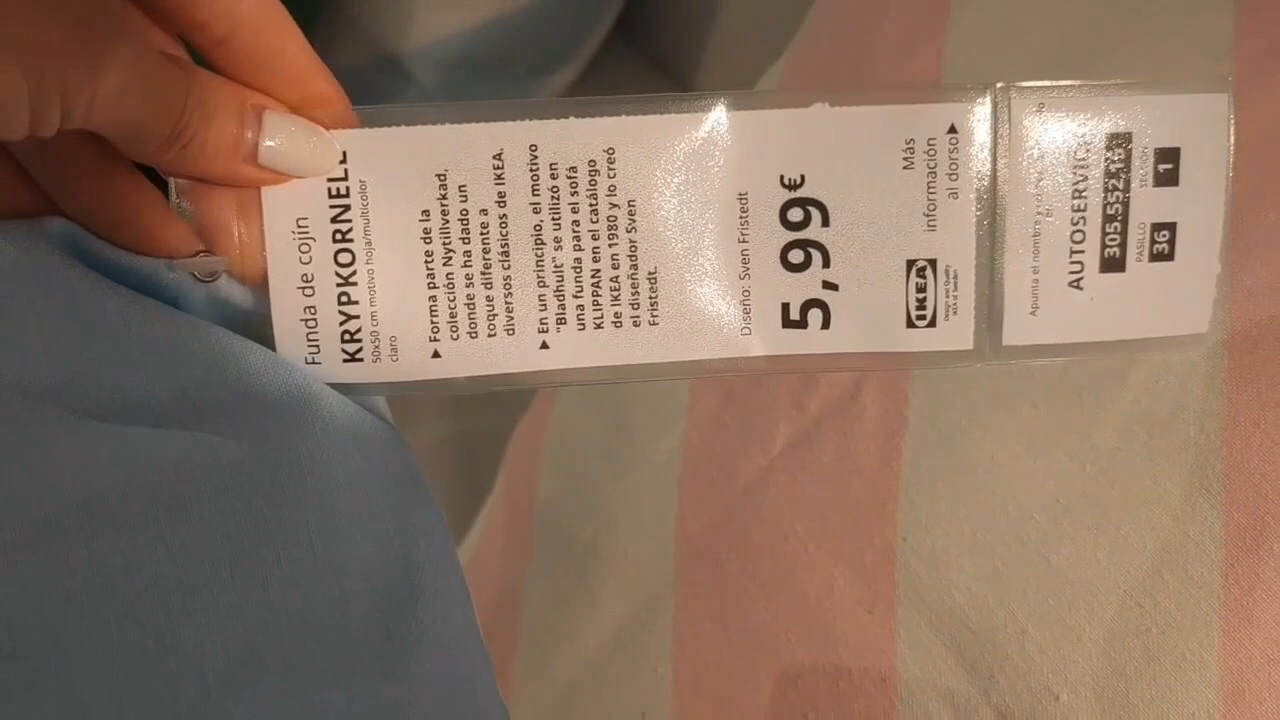 Funda de cojín
KRYPKORNELL
50x50 cm motivo hoja/multicolor
claro
▶ Forma parte de la
colección Nytillverkad,
donde se ha dado un
toque diferente a
diversos clásicos de IKEA.
▶ En un principio, el motivo
"Bladhult" se utilizó en
una funda para el sofá
KLIPPAN en el catálogo
de IKEA en 1980 y lo creó
el diseñador Sven
Fristedt.
Diseño: Sven Fristedt
5,99€
Más
información
al dorso▶
IKEA
Design and Quality
IKEA of Sweden
Apunta el nombre y
AUTOSERVICIO
305.552
PASILLO SECCIÓN
36 1